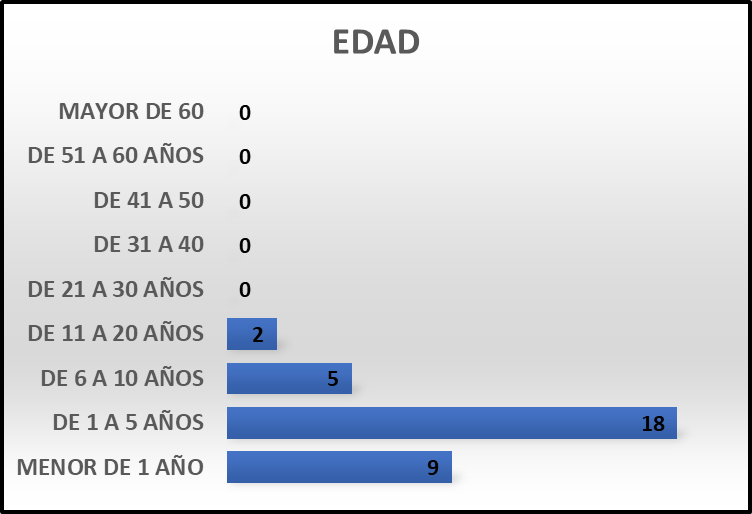 EDAD
MAYOR DE 60 0
DE 51 A 60 AÑOS 0
DE 41 A 50 0
DE 31 A 40 0
DE 21 A 30 AÑOS 0
DE 11 A 20 AÑOS 2
DE 6 A 10 AÑOS 5
DE 1 A 5 AÑOS 18
MENOR DE 1 AÑO 9